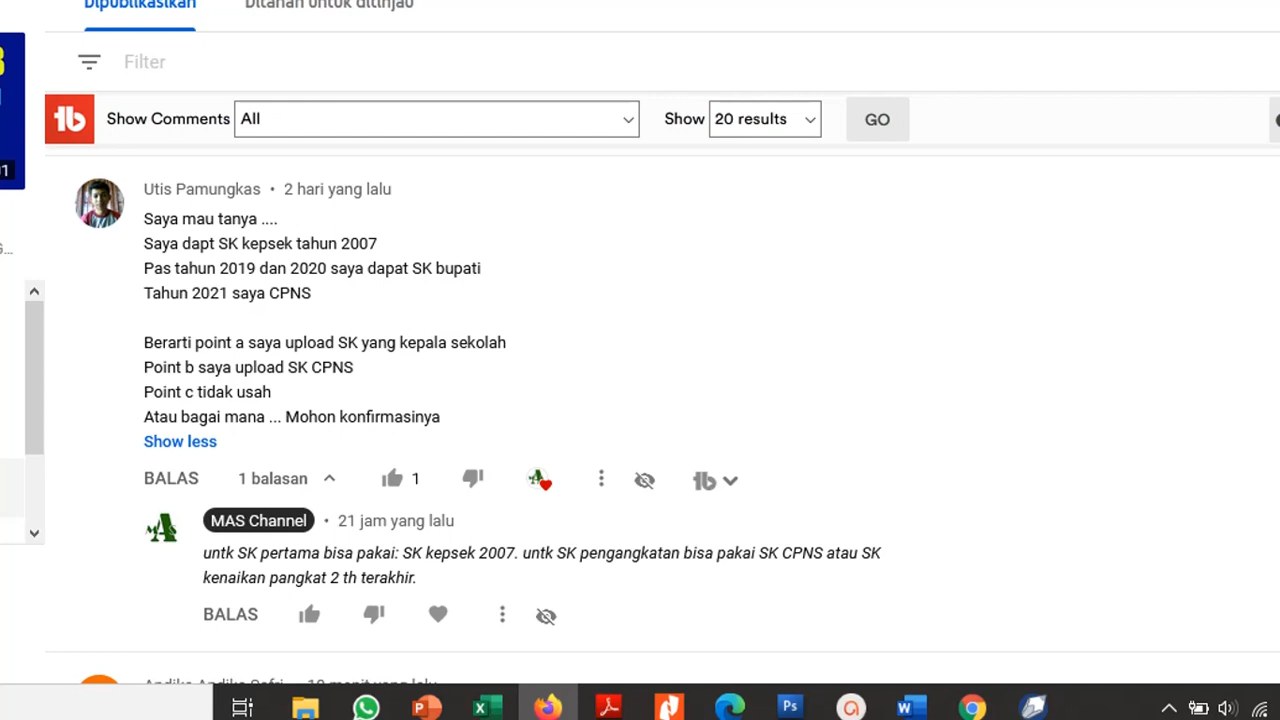 Dipublikasikan Ditahan untuk ditinjau
Filter
Show Comments All Show 20 results GO
Utis Pamungkas • 2 hari yang lalu
Saya mau tanya ....
Saya dapt SK kepsek tahun 2007
Pas tahun 2019 dan 2020 saya dapat SK bupati
Tahun 2021 saya CPNS
Berarti point a saya upload SK yang kepala sekolah
Point b saya upload SK CPNS
Point c tidak usah
Atau bagai mana ... Mohon konfirmasinya
Show less
BALAS 1 balasan 1
MAS Channel • 21 jam yang lalu
untk SK pertama bisa pakai: SK kepsek 2007. untk SK pengangkatan bisa pakai SK CPNS atau SK
kenaikan pangkat 2 th terakhir.
BALAS